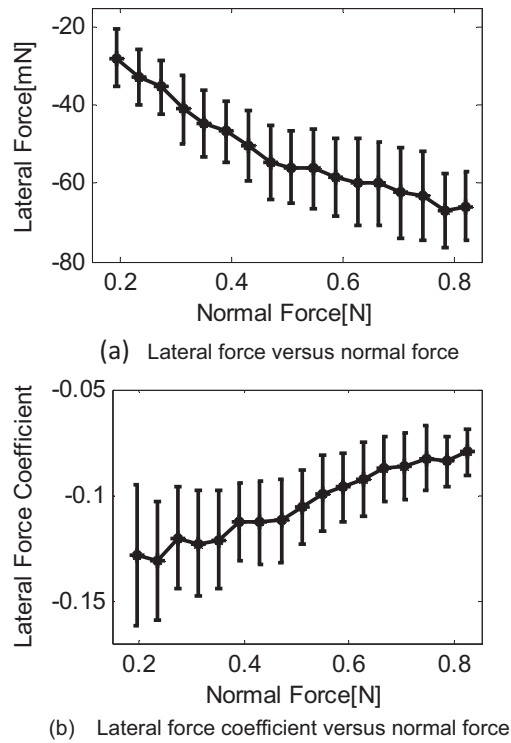 -20
-40
-60
-80
Lateral Force[mN]
0.2 0.4 0.6 0.8
Normal Force[N]
(a) Lateral force versus normal force
-0.05
-0.1
-0.15
Lateral Force Coefficient
0.2 0.4 0.6 0.8
Normal Force[N]
(b) Lateral force coefficient versus normal force